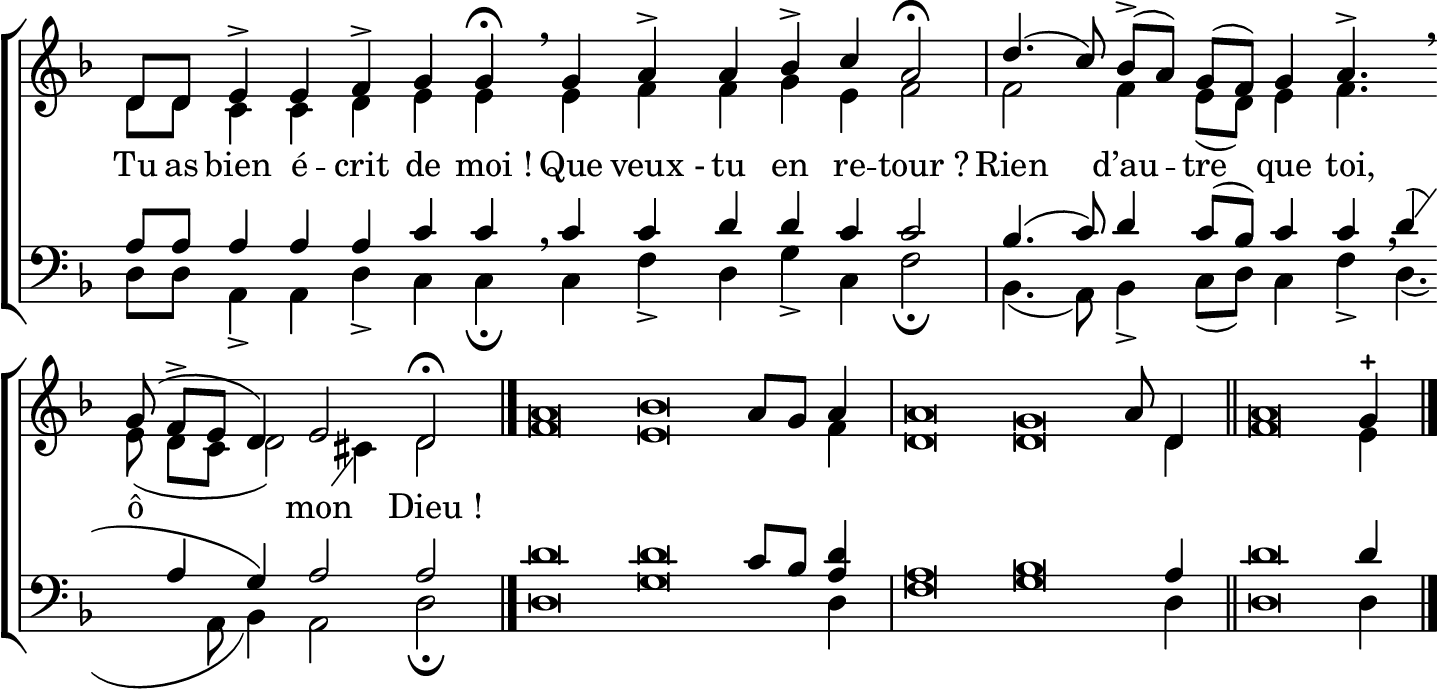 Tu as bien é – crit de moi ! Que veux - tu en re – tour ? Rien d’au – tre que toi,
ô mon Dieu !